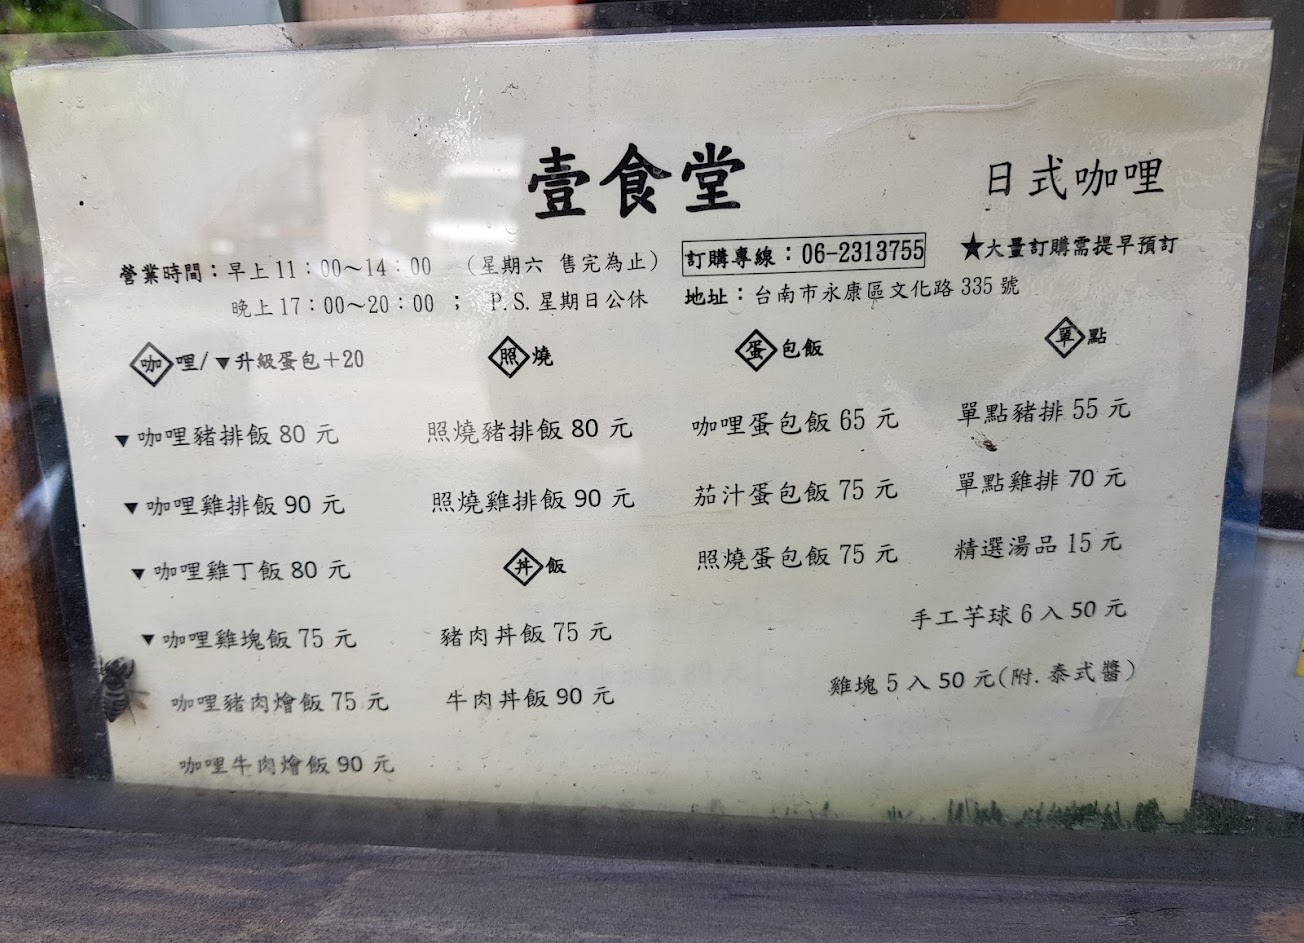 壹食堂
日式咖哩
營業時間：早上11：00～14：00 （星期六 售完為止）
晚上17：00～20：00 ； P.S.星期日公休
訂購專線：06-2313755
★大量訂購需提早預訂
地址：台南市永康區文化路 335 號
咖哩/▼升級蛋包＋20
▼咖哩豬排飯 80 元
▼咖哩雞排飯 90 元
▼咖哩雞丁飯 80 元
▼咖哩雞塊飯 75 元
咖哩豬肉燴飯 75 元
咖哩牛肉燴飯 90 元
照燒
照燒豬排飯 80 元
照燒雞排飯 90 元
丼飯
豬肉丼飯 75 元
牛肉丼飯 90 元
蛋包飯
咖哩蛋包飯 65 元
茄汁蛋包飯 75 元
照燒蛋包飯 75 元
單點
單點豬排 55 元
單點雞排 70 元
精選湯品 15 元
手工芋球 6 入 50 元
雞塊 5 入 50 元(附.泰式醬)